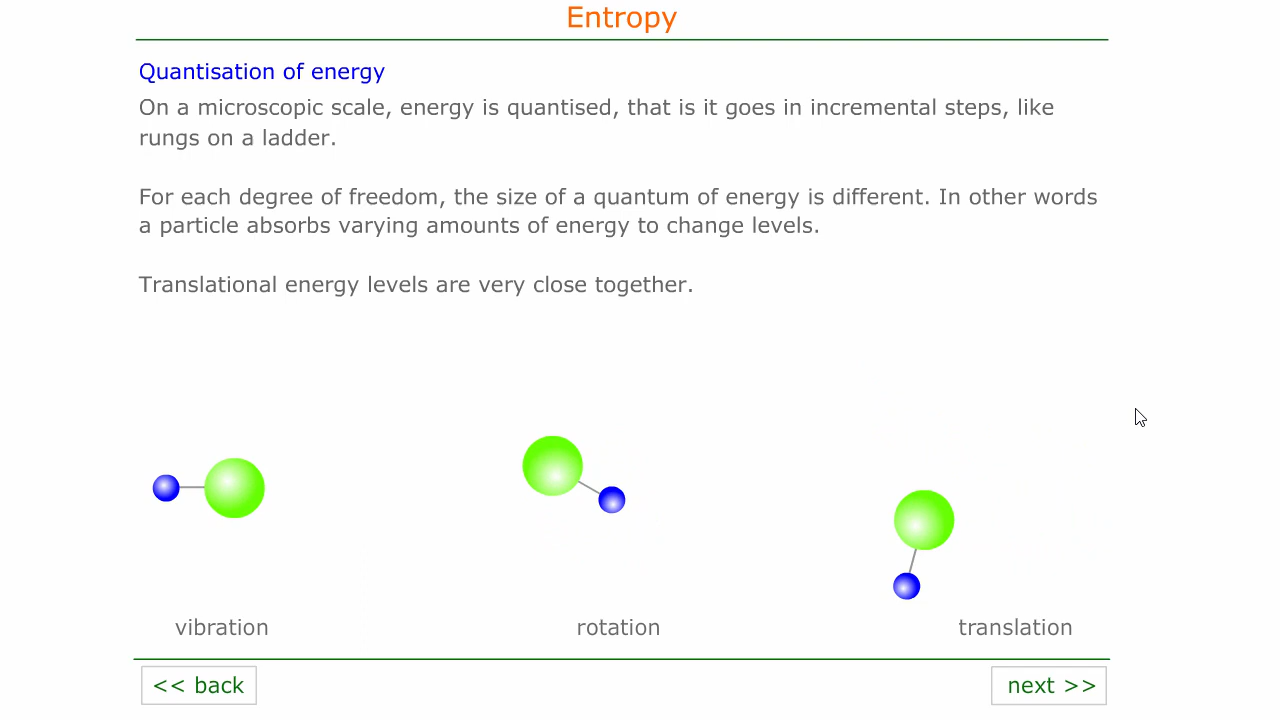 Entropy
Quantisation of energy
On a microscopic scale, energy is quantised, that is it goes in incremental steps, like
rungs on a ladder.
For each degree of freedom, the size of a quantum of energy is different. In other words
a particle absorbs varying amounts of energy to change levels.
Translational energy levels are very close together.
vibration
rotation
translation
<< back
next >>